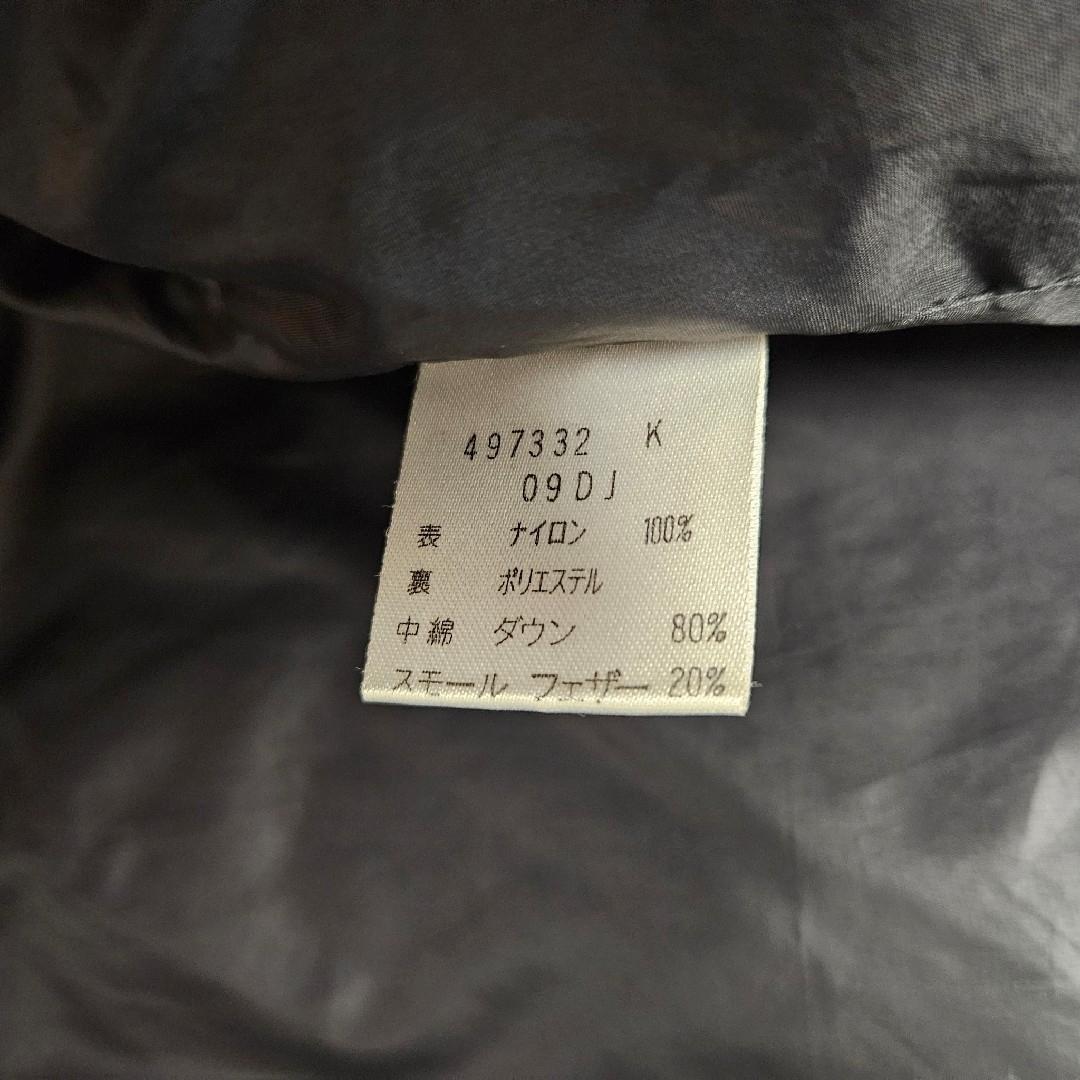 497332 K
09DJ
表 ナイロン 100%
裏 ポリエステル
中綿 ダウン 80%
スモール フェザー 20%